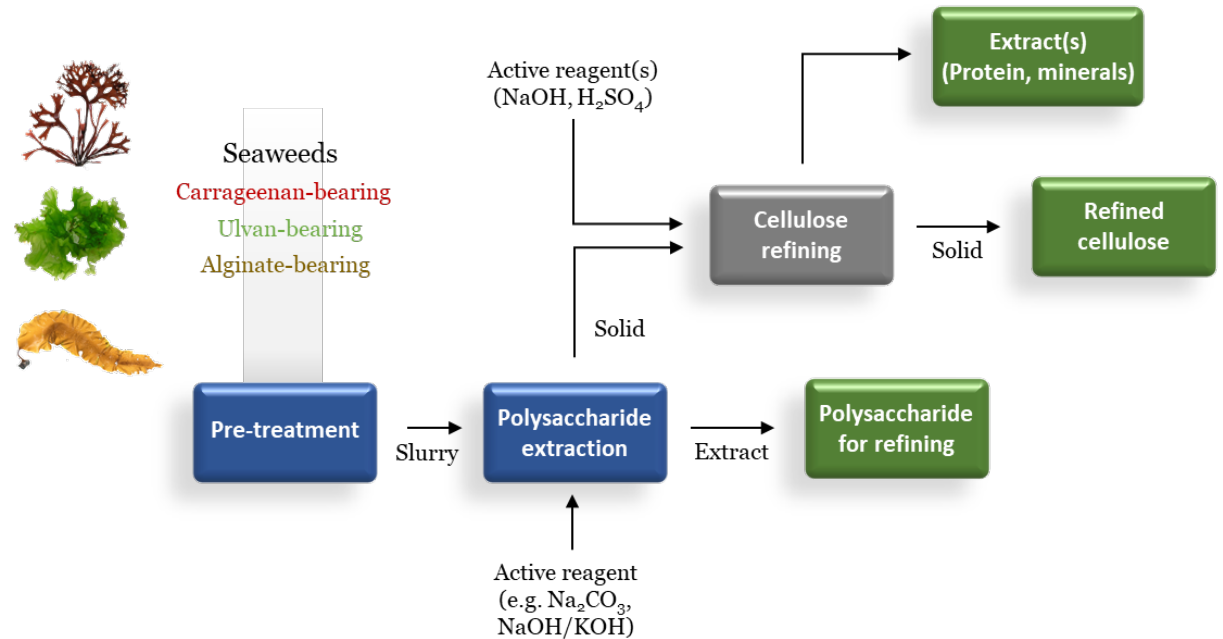 Extract(s)
(Protein, minerals)
Active reagent(s)
(NaOH, H₂SO₄)
Seaweeds
Carrageenan-bearing
Ulvan-bearing
Alginate-bearing
Cellulose
refining
Solid
Refined
cellulose
Solid
Pre-treatment
Slurry
Polysaccharide
extraction
Extract
Polysaccharide
for refining
Active reagent
(e.g. Na₂CO₃,
NaOH/KOH)